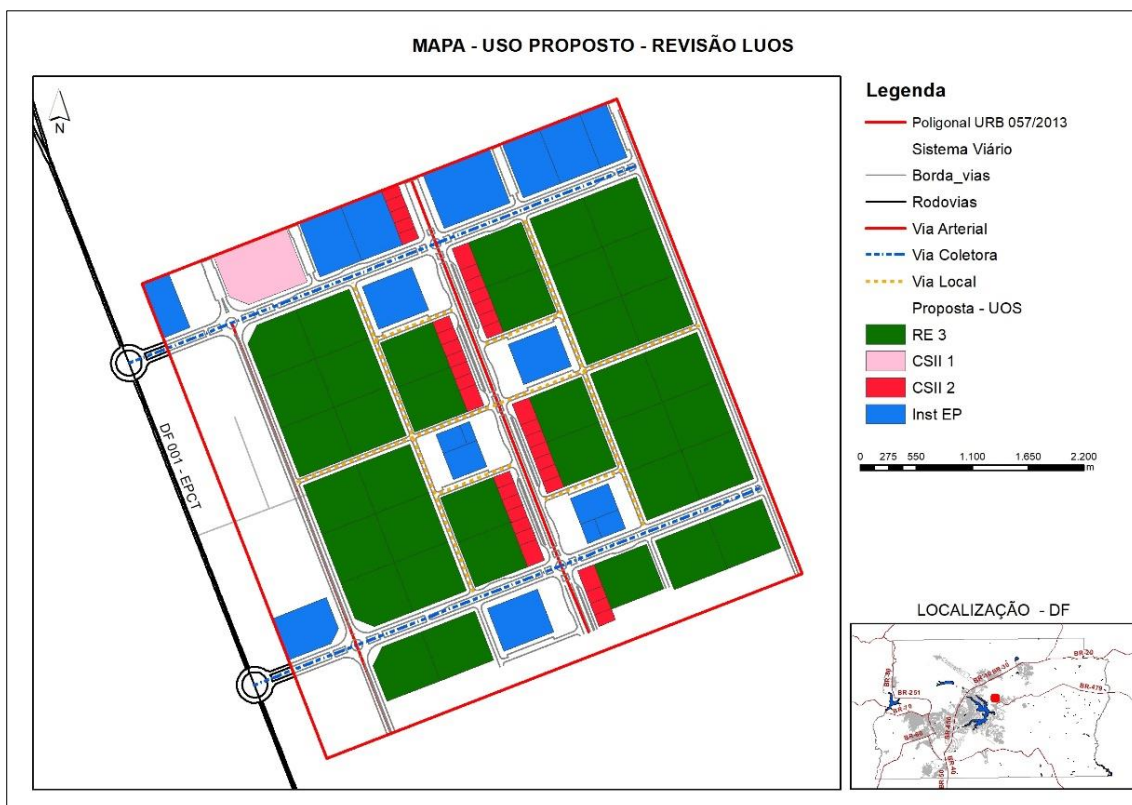 MAPA - USO PROPOSTO - REVISÃO LUOS
N
DF 001 - EPCT
Legenda
Poligonal URB 057/2013
Sistema Viário
Borda_vias
Rodovias
Via Arterial
Via Coletora
Via Local
Proposta - UOS
RE 3
CSII 1
CSII 2
Inst EP
0 275 550 1.100 1.650 2.200
m
LOCALIZAÇÃO - DF
BR-20
BR-479
BR-251
BR-70